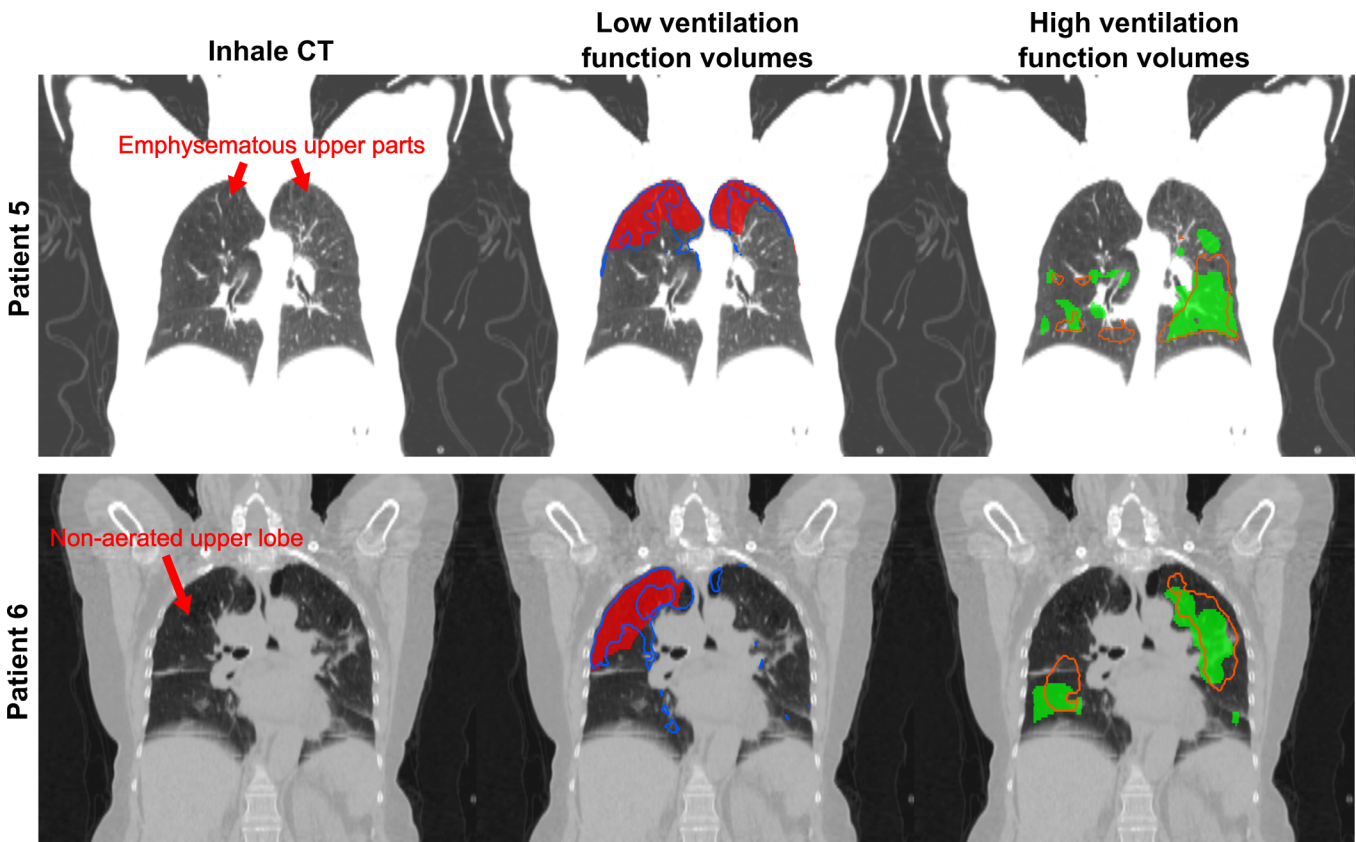 Inhale CT
Low ventilation
function volumes
High ventilation
function volumes
Patient 5
Emphysematous upper parts
Patient 6
Non-aerated upper lobe